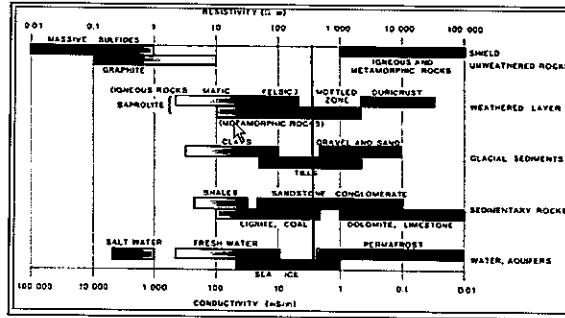 RESISTIVITY (Ω m)
0.01 0.1 1 10 100 1 000 10 000 100 000
MASSIVE SULFIDES
SHIELD
IGNEOUS AND
METAMORPHIC ROCKS
UNWEATHERED ROCKS
GRAPHITE
(IGNEOUS ROCKS MAFIC FELSIC) MOTTLED ZONE DURICRUST
SAPROLITE
WEATHERED LAYER
(METAMORPHIC ROCKS)
CLAYS GRAVEL AND SAND
GLACIAL SEDIMENTS
TILLS
SHALES SANDSTONE CONGLOMERATE
SEDIMENTARY ROCKS
LIGNITE, COAL DOLOMITE, LIMESTONE
SALT WATER FRESH WATER PERMAFROST
WATER, AQUIFERS
SEA ICE
100 000 10 000 1 000 100 10 1 0.1 0.01
CONDUCTIVITY (mS/m)